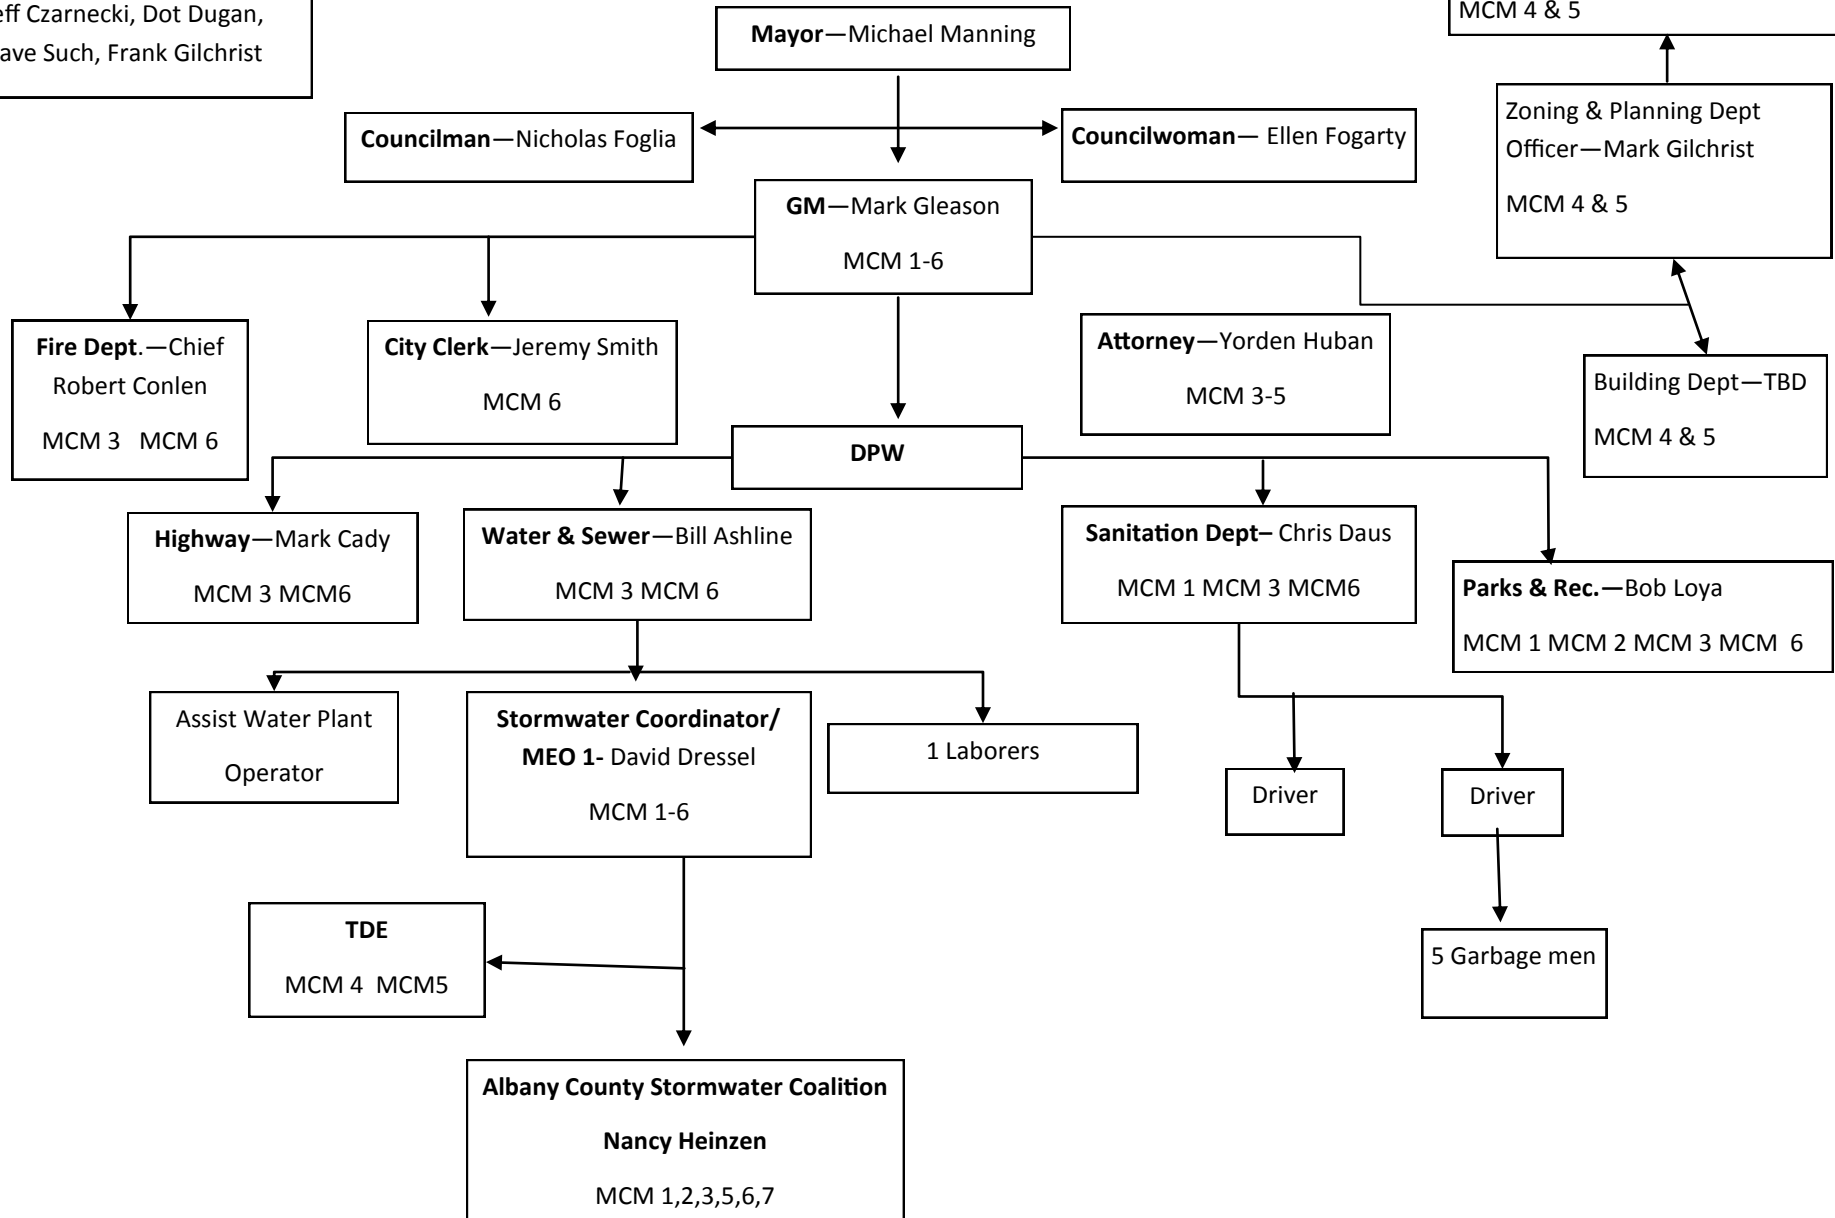 eff Czarnecki, Dot Dugan,
ave Such, Frank Gilchrist
MCM 4 & 5
Mayor—Michael Manning
Councilman—Nicholas Foglia
Councilwoman— Ellen Fogarty
Zoning & Planning Dept
Officer—Mark Gilchrist
MCM 4 & 5
GM—Mark Gleason
MCM 1-6
Fire Dept.—Chief
Robert Conlen
MCM 3   MCM 6
City Clerk—Jeremy Smith
MCM 6
Attorney—Yorden Huban
MCM 3-5
Building Dept—TBD
MCM 4 & 5
DPW
Highway—Mark Cady
MCM 3 MCM6
Water & Sewer—Bill Ashline
MCM 3 MCM 6
Sanitation Dept– Chris Daus
MCM 1 MCM 3 MCM6
Parks & Rec.—Bob Loya
MCM 1 MCM 2 MCM 3 MCM  6
Assist Water Plant
Operator
Stormwater Coordinator/
MEO 1- David Dressel
MCM 1-6
1 Laborers
Driver
Driver
TDE
MCM 4  MCM5
5 Garbage men
Albany County Stormwater Coalition
Nancy Heinzen
MCM 1,2,3,5,6,7